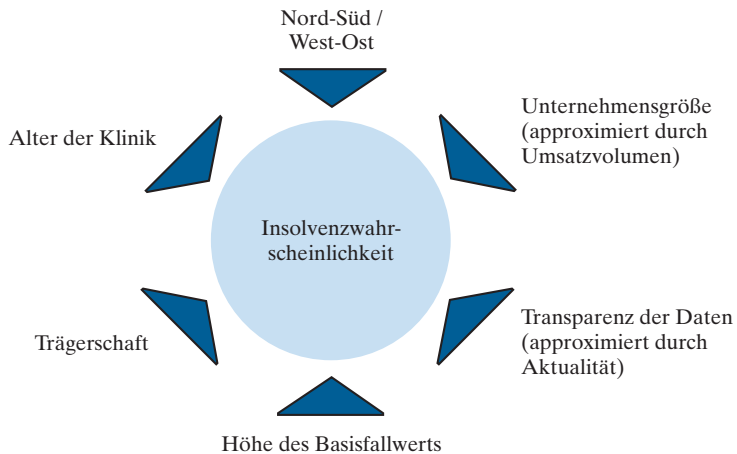 Nord-Süd /
West-Ost
Unternehmensgröße
(approximiert durch
Umsatzvolumen)
Alter der Klinik
Insolvenzwahr-
scheinlichkeit
Transparenz der Daten
(approximiert durch
Aktualität)
Trägerschaft
Höhe des Basisfallwerts